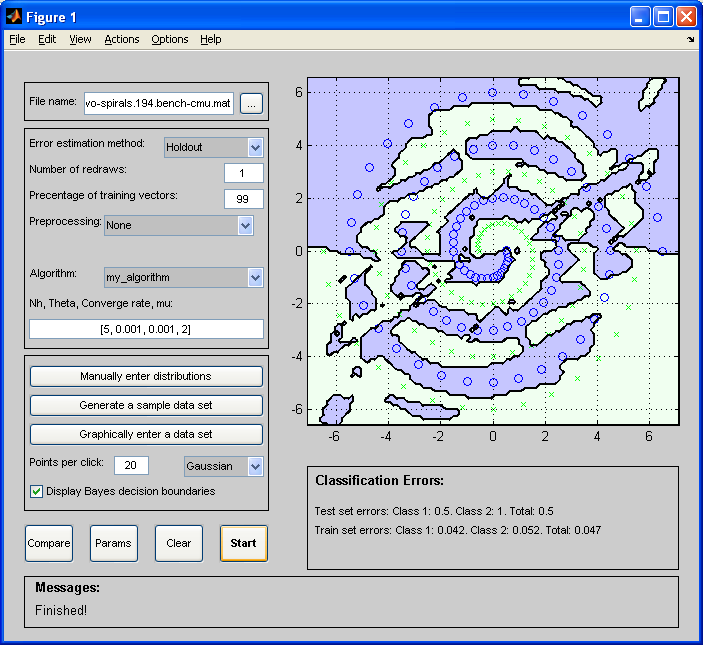 Figure 1
File Edit View Actions Options Help
File name: vo-spirals.194.bench-cmu.mat ...
Error estimation method: Holdout
Number of redraws: 1
Precentage of training vectors: 99
Preprocessing: None
Algorithm: my_algorithm
Nh, Theta, Converge rate, mu:
[5, 0.001, 0.001, 2]
Manually enter distributions
Generate a sample data set
Graphically enter a data set
Points per click: 20 Gaussian
Display Bayes decision boundaries
Compare Params Clear Start
6
4
2
0
-2
-4
-6
-6 -4 -2 0 2 4 6
Classification Errors:
Test set errors: Class 1: 0.5. Class 2: 1. Total: 0.5
Train set errors: Class 1: 0.042. Class 2: 0.052. Total: 0.047
Messages:
Finished!